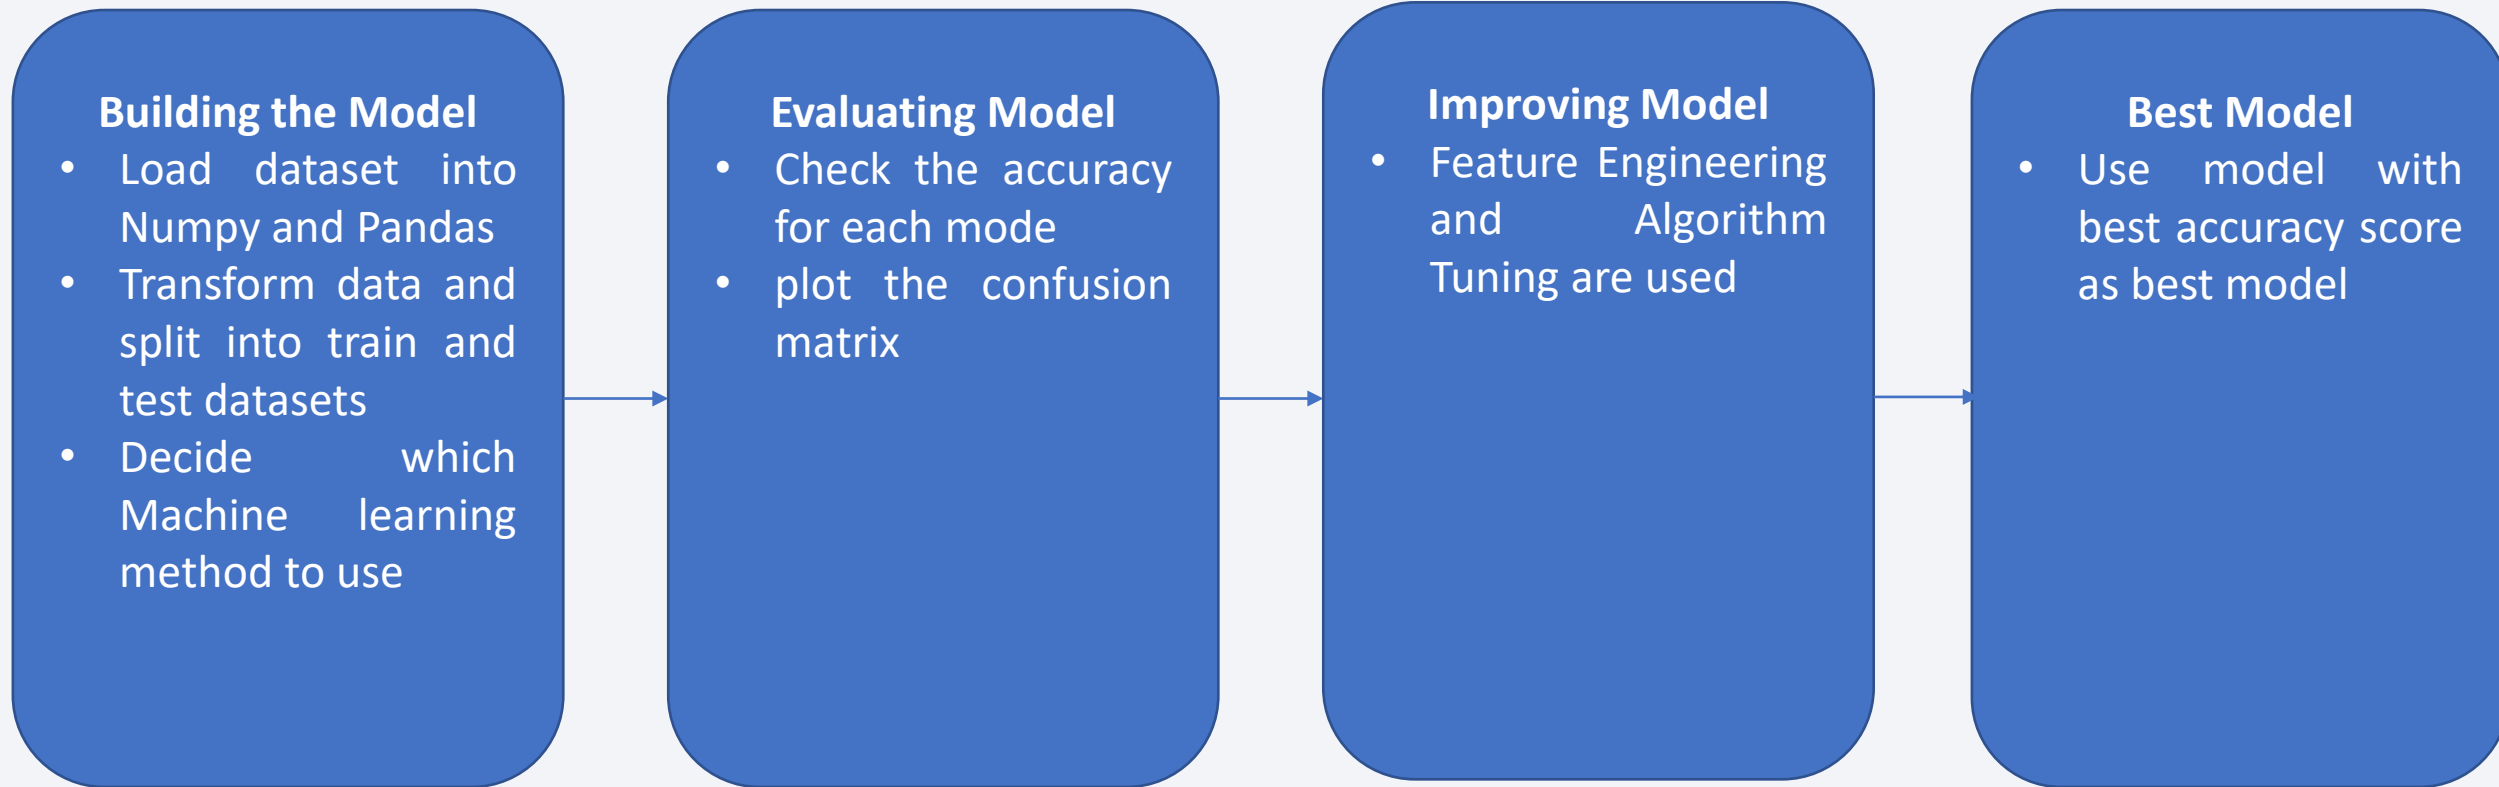 Building the Model
• Load dataset into
Numpy and Pandas
• Transform data and
split into train and
test datasets
• Decide which
Machine learning
method to use
Evaluating Model
• Check the accuracy
for each mode
• plot the confusion
matrix
Improving Model
• Feature Engineering
and Algorithm
Tuning are used
Best Model
• Use model with
best accuracy score
as best model